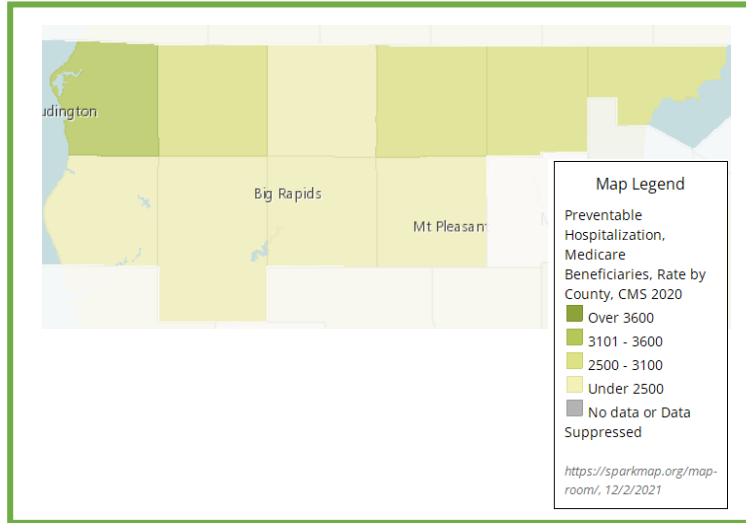 udington
Big Rapids
Mt Pleasan
Map Legend
Preventable
Hospitalization,
Medicare
Beneficiaries, Rate by
County, CMS 2020
Over 3600
3101 - 3600
2500 - 3100
Under 2500
No data or Data
Suppressed
https://sparkmap.org/map-
room/, 12/2/2021